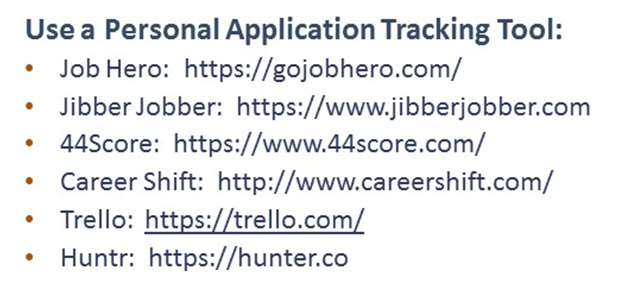 Use a Personal Application Tracking Tool:
• Job Hero: https://gojobhero.com/
• Jibber Jobber: https://www.jibberjobber.com
• 44Score: https://www.44score.com/
• Career Shift: http://www.careershift.com/
• Trello: https://trello.com/
• Huntr: https://hunter.co